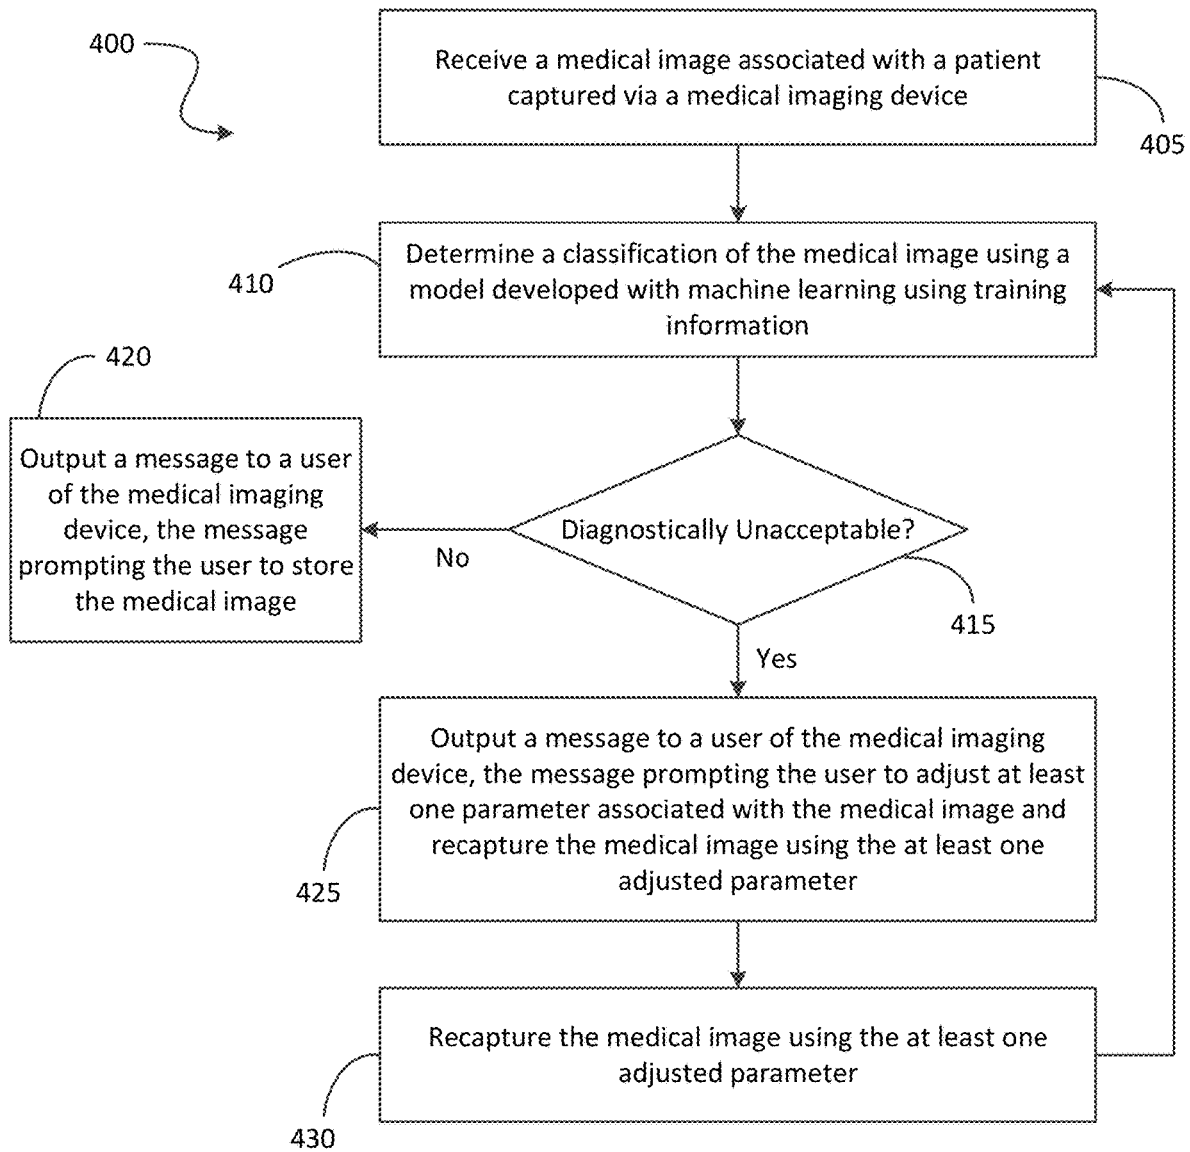 400
Receive a medical image associated with a patient
captured via a medical imaging device
405
Determine a classification of the medical image using a
model developed with machine learning using training
information
410
420
Output a message to a user
of the medical imaging
device, the message
prompting the user to store
the medical image
Diagnostically Unacceptable?
No
415
Yes
Output a message to a user of the medical imaging
device, the message prompting the user to adjust at least
one parameter associated with the medical image and
recapture the medical image using the at least one
adjusted parameter
425
Recapture the medical image using the at least one
adjusted parameter
430